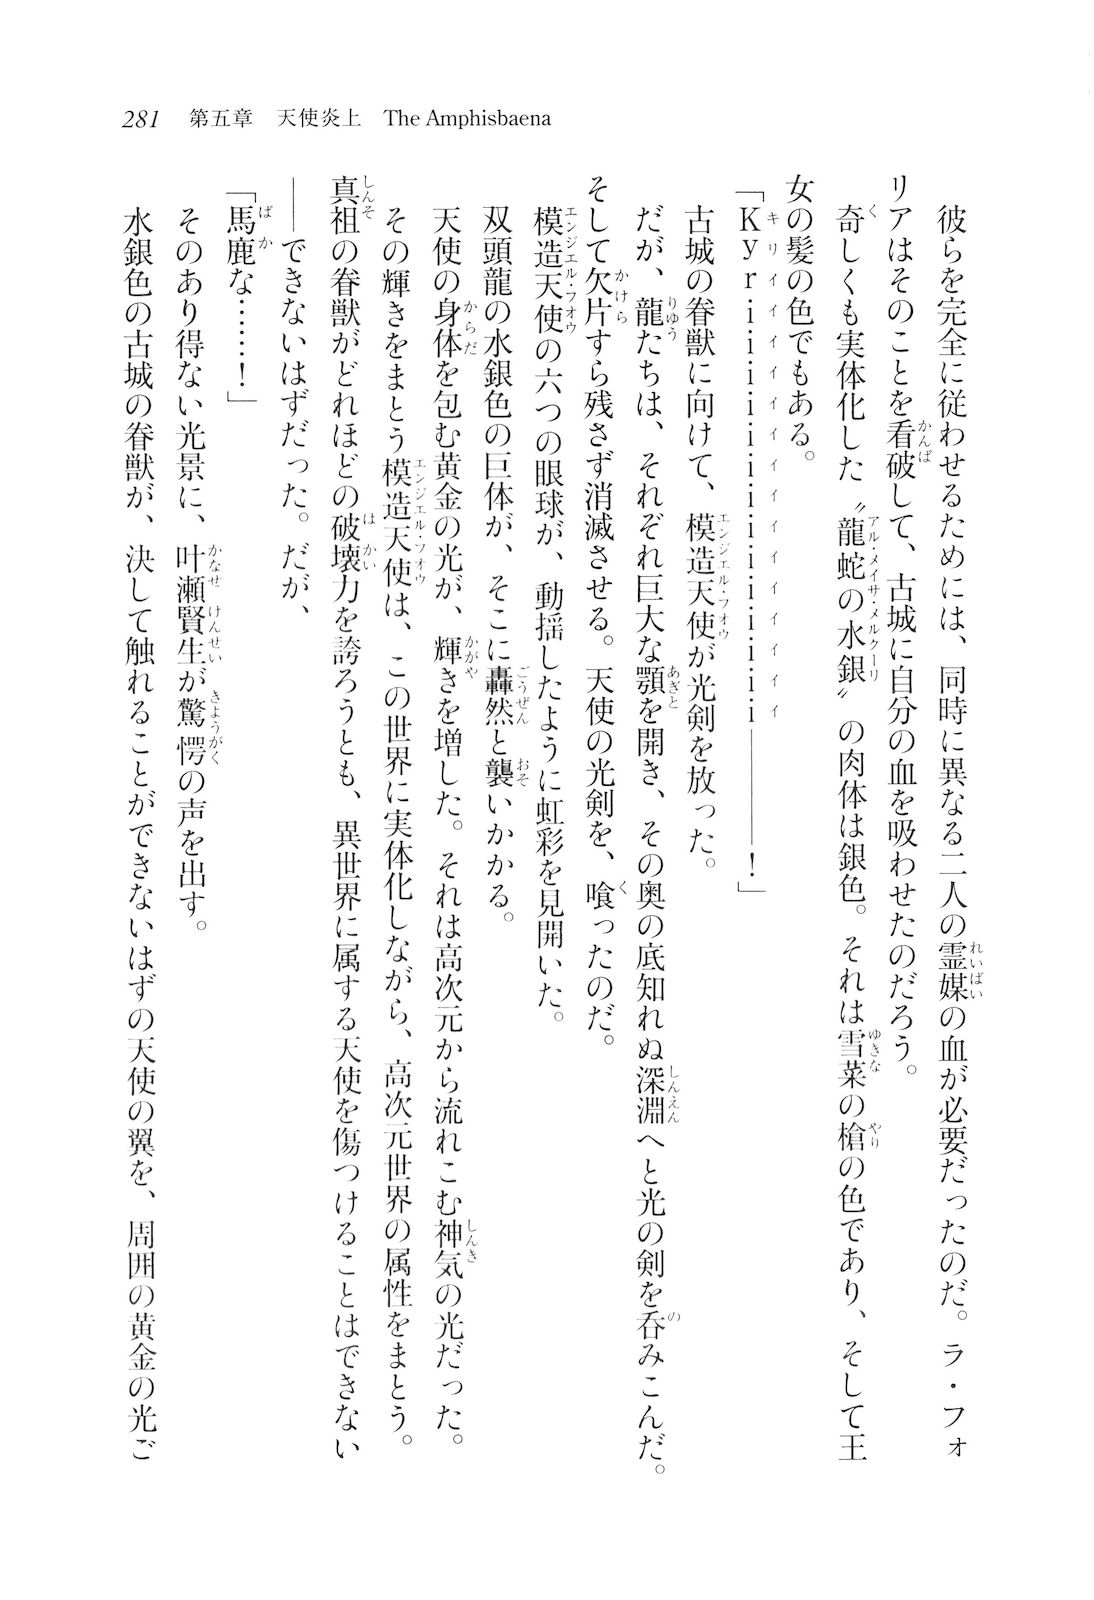 281 第五章 天使炎上 The Amphisbaena
彼らを完全に従わせるためには、同時に異なる二人の霊媒の血が必要だったのだ。ラ・フォ
リアはそのことを看破して、古城に自分の血を吸わせたのだろう。
奇しくも実体化した〝龍蛇の水銀〟の肉体は銀色。それは雪菜の槍の色であり、そして王
女の髪の色でもある。
「Kyriiiiiiiiiiiiii――――!」
古城の眷獣に向けて、模造天使が光剣を放った。
だが、龍たちは、それぞれ巨大な顎を開き、その奥の底知れぬ深淵へと光の剣を呑みこんだ。
そして欠片すら残さず消滅させる。天使の光剣を、喰ったのだ。
模造天使の六つの眼球が、動揺したように虹彩を見開いた。
双頭龍の水銀色の巨体が、そこに轟然と襲いかかる。
天使の身体を包む黄金の光が、輝きを増した。それは高次元から流れこむ神気の光だった。
その輝きをまとう模造天使は、この世界に実体化しながら、高次元世界の属性をまとう。
真祖の眷獣がどれほどの破壊力を誇ろうとも、異世界に属する天使を傷つけることはできない
――できないはずだった。だが、
「馬鹿な……!」
そのあり得ない光景に、叶瀬賢生が驚愕の声を出す。
水銀色の古城の眷獣が、決して触れることができないはずの天使の翼を、周囲の黄金の光ご